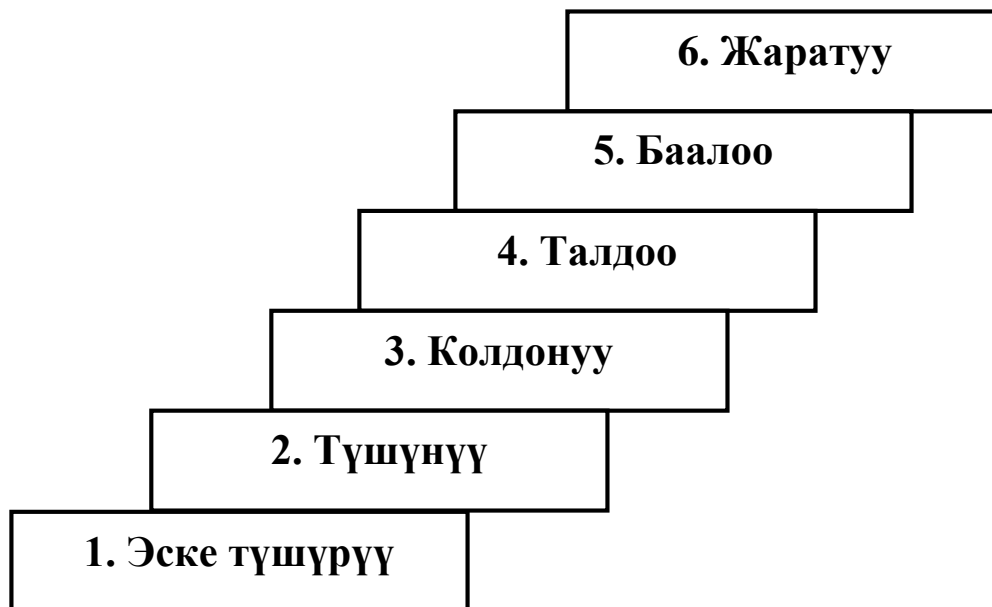 6. Жаратуу
5. Баалоо
4. Талдоо
3. Колдонуу
2. Түшүнүү
1. Эске түшүрүү